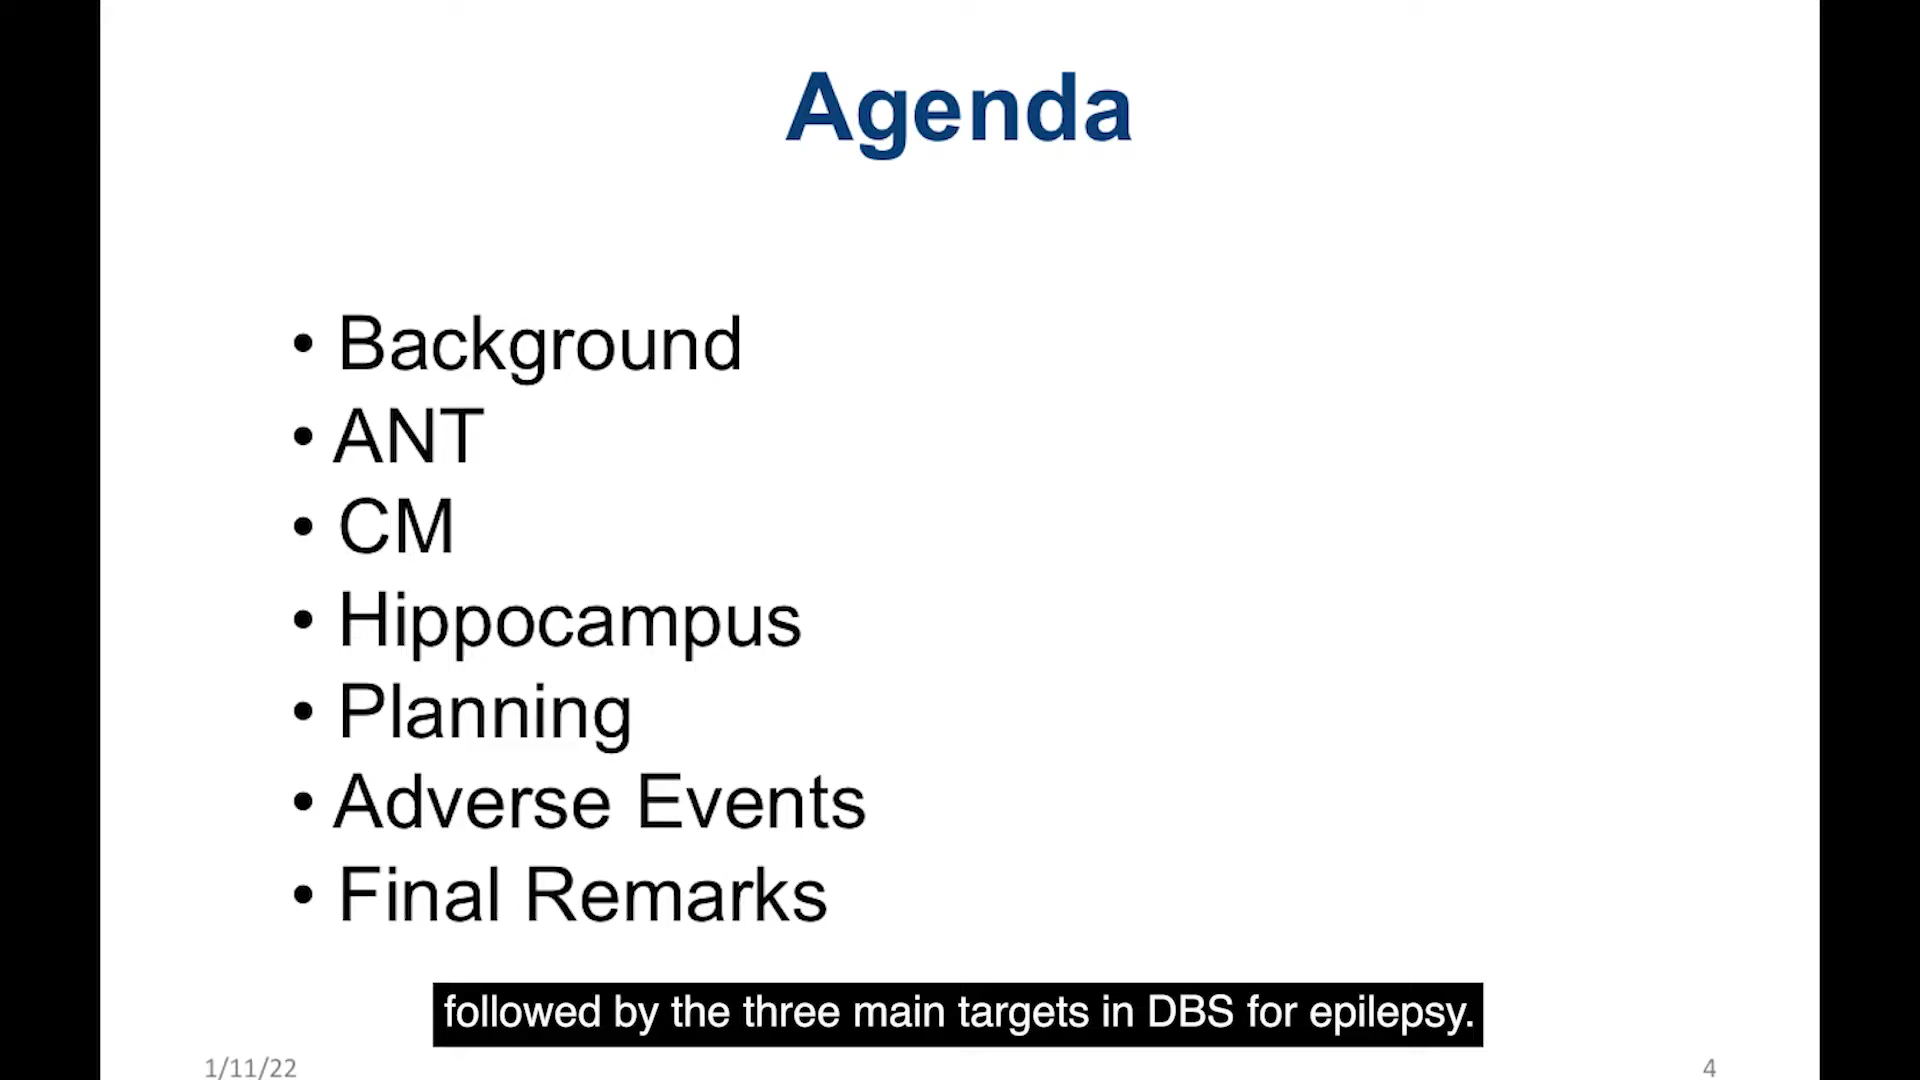 Agenda
• Background
• ANT
• CM
• Hippocampus
• Planning
• Adverse Events
• Final Remarks
followed by the three main targets in DBS for epilepsy.
1/11/22
4